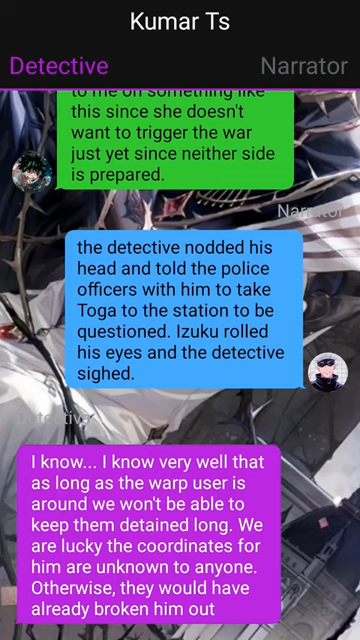 Kumar Ts
Detective Narrator
to me on something like
this since she doesn't
want to trigger the war
just yet since neither side
is prepared.
Narrator
the detective nodded his
head and told the police
officers with him to take
Toga to the station to be
questioned. Izuku rolled
his eyes and the detective
sighed.
Detective
I know... I know very well that
as long as the warp user is
around we won't be able to
keep them detained long. We
are lucky the coordinates for
him are unknown to anyone.
Otherwise, they would have
already broken him out